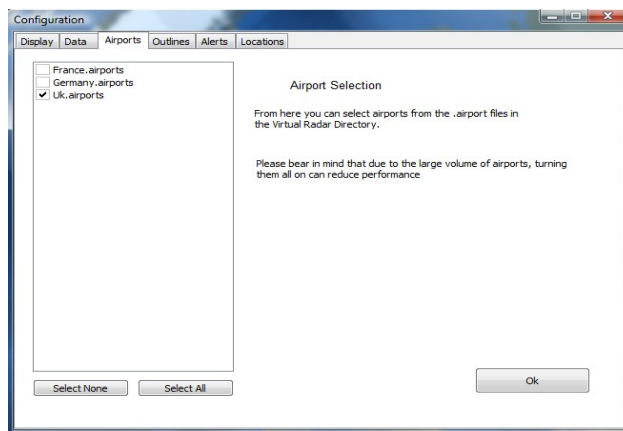 Configuration
Display Data Airports Outlines Alerts Locations
France.airports
Germany.airports
Uk.airports
Airport Selection
From here you can select airports from the .airport files in
the Virtual Radar Directory.
Please bear in mind that due to the large volume of airports, turning
them all on can reduce performance
Select None Select All
Ok